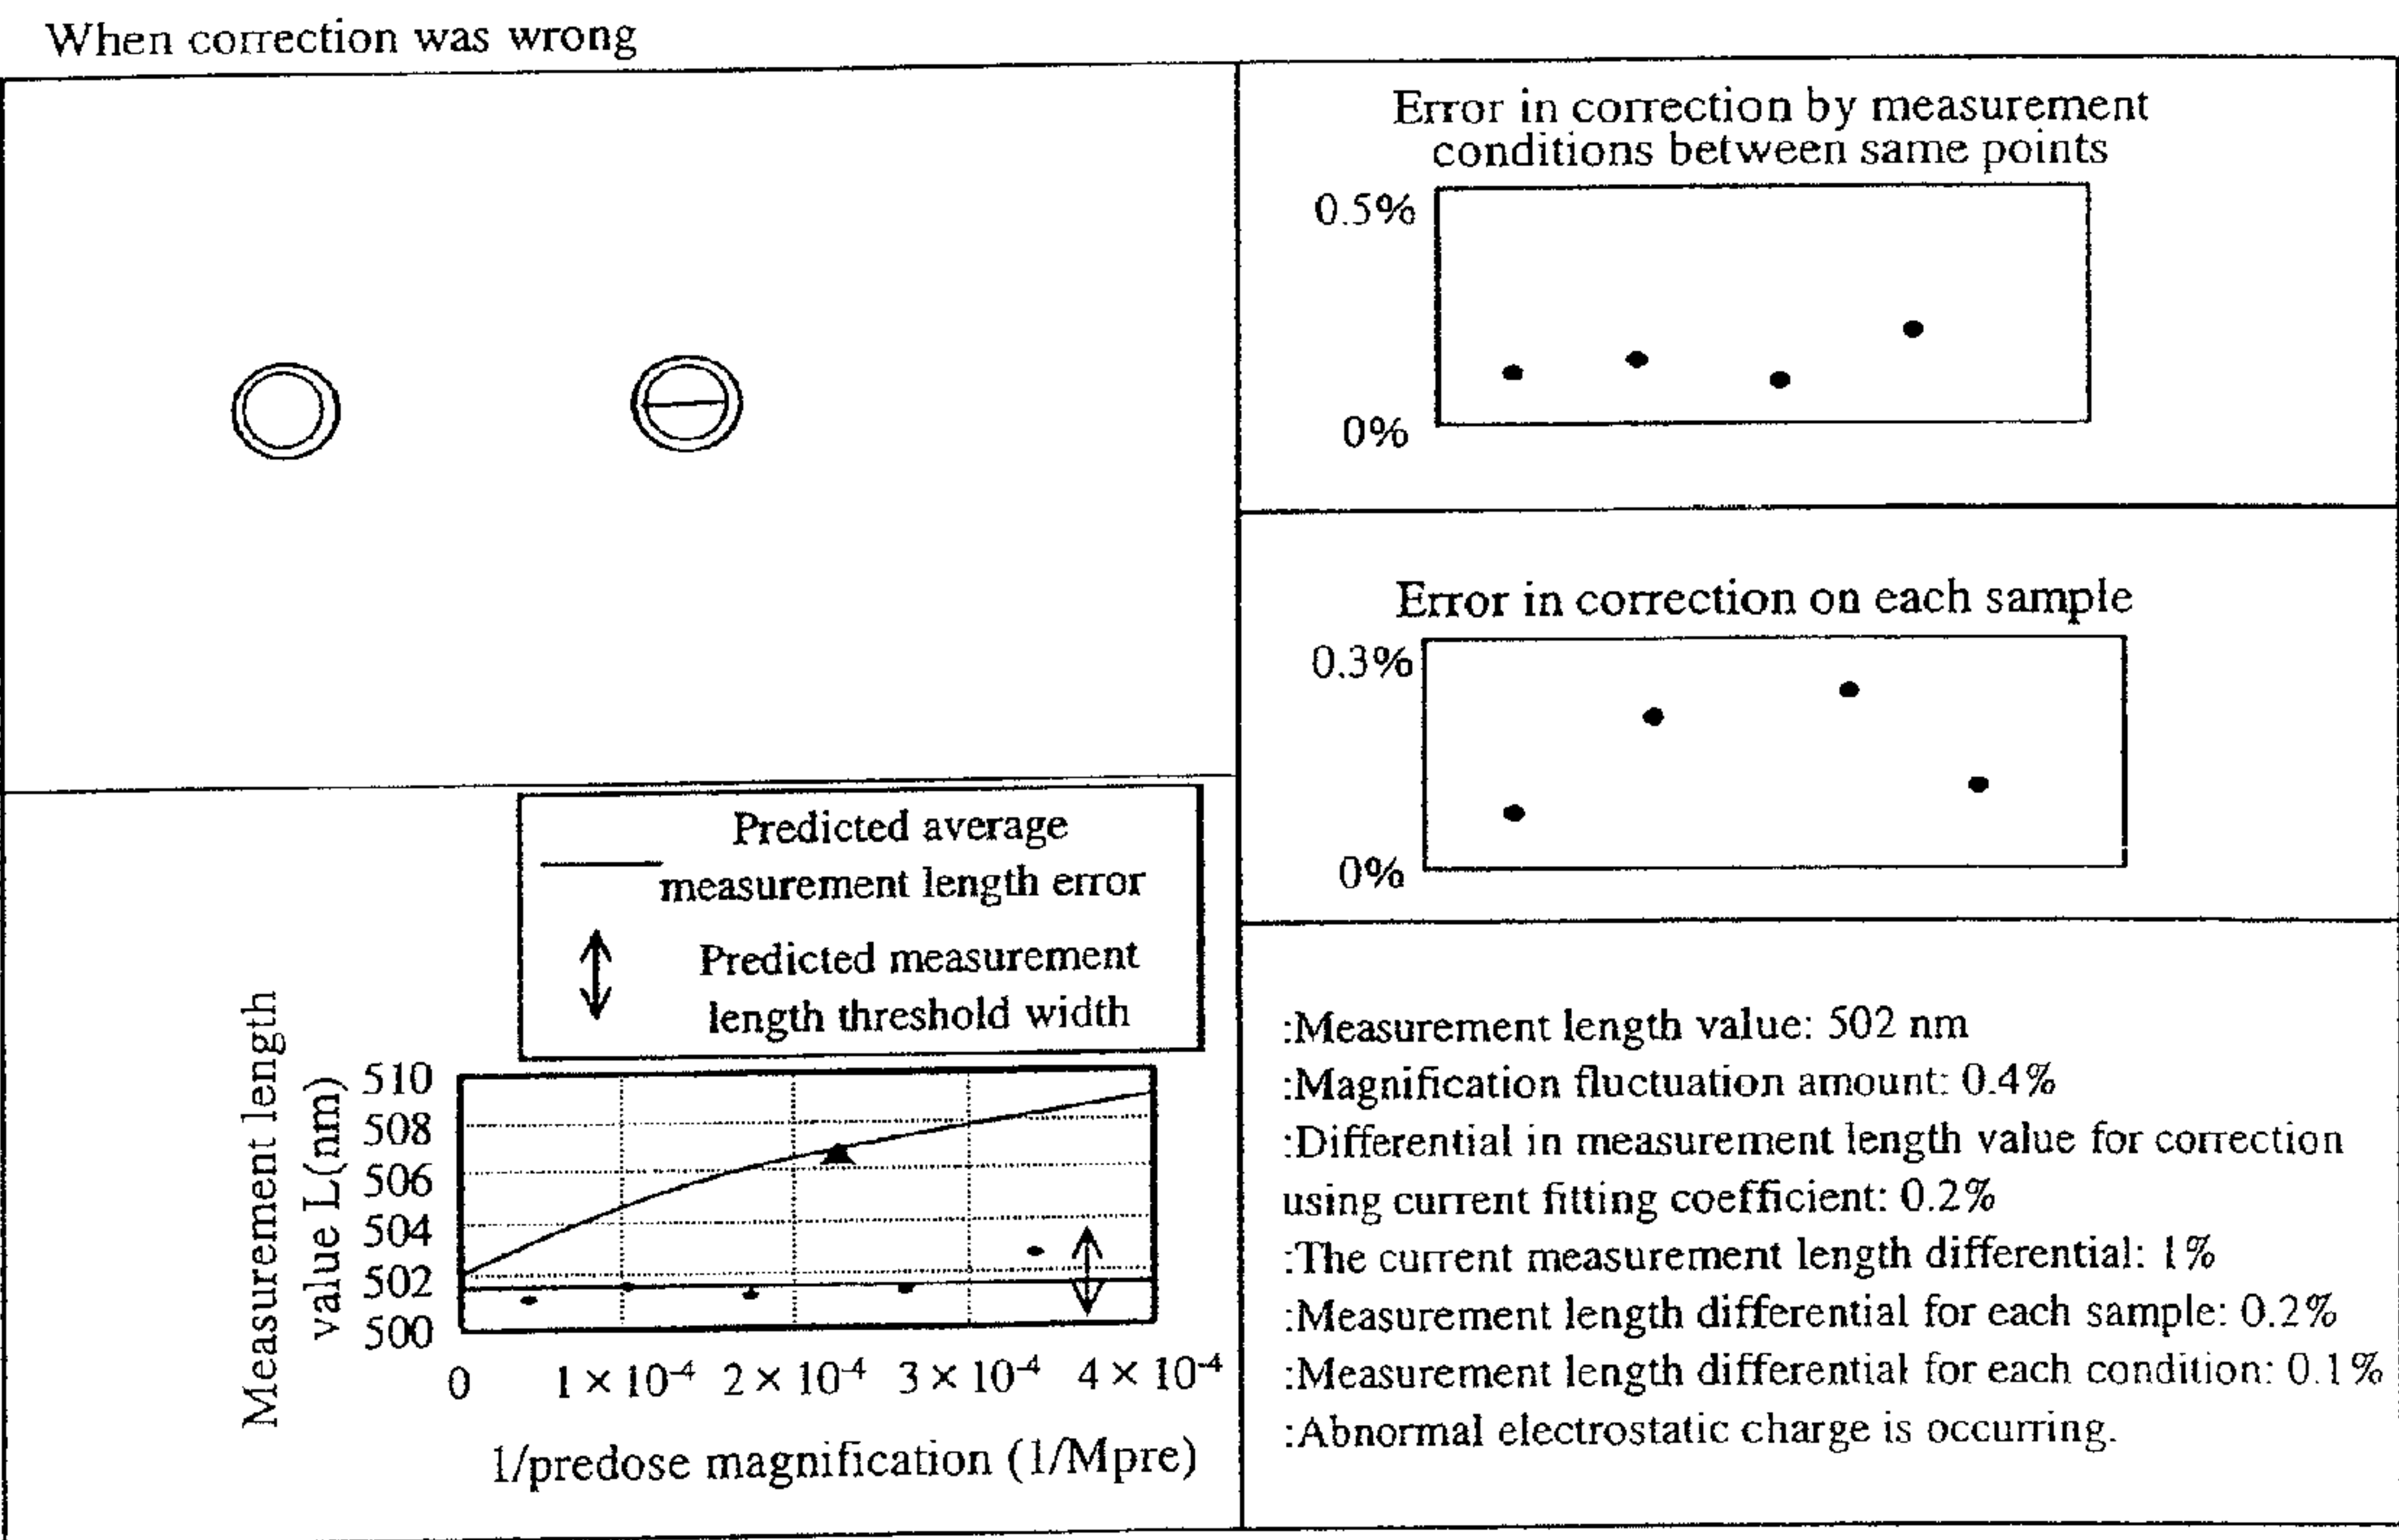 When correction was wrong
Error in correction by measurement
conditions between same points
0.5%
0%
Error in correction on each sample
0.3%
0%
Predicted average
measurement length error
Predicted measurement
length threshold width
Measurement length
value L(nm)
510
508
506
504
502
500
0
1 × 10⁻⁴
2 × 10⁻⁴
3 × 10⁻⁴
4 × 10⁻⁴
1/predose magnification (1/Mpre)
:Measurement length value: 502 nm
:Magnification fluctuation amount: 0.4%
:Differential in measurement length value for correction
using current fitting coefficient: 0.2%
:The current measurement length differential: 1%
:Measurement length differential for each sample: 0.2%
:Measurement length differential for each condition: 0.1%
:Abnormal electrostatic charge is occurring.